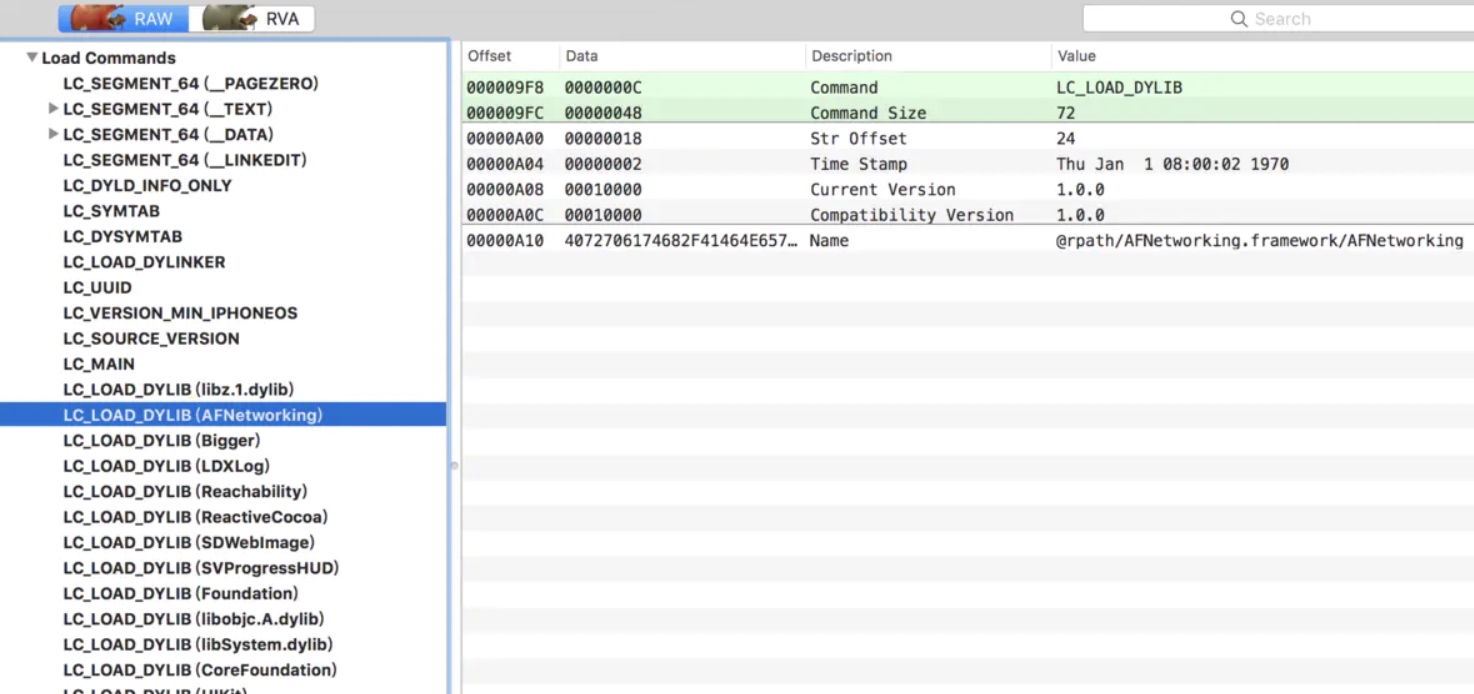 RAW RVA Search
Load Commands
LC_SEGMENT_64 (__PAGEZERO)
LC_SEGMENT_64 (__TEXT)
LC_SEGMENT_64 (__DATA)
LC_SEGMENT_64 (__LINKEDIT)
LC_DYLD_INFO_ONLY
LC_SYMTAB
LC_DYSYMTAB
LC_LOAD_DYLINKER
LC_UUID
LC_VERSION_MIN_IPHONEOS
LC_SOURCE_VERSION
LC_MAIN
LC_LOAD_DYLIB (libz.1.dylib)
LC_LOAD_DYLIB (AFNetworking)
LC_LOAD_DYLIB (Bigger)
LC_LOAD_DYLIB (LDXLog)
LC_LOAD_DYLIB (Reachability)
LC_LOAD_DYLIB (ReactiveCocoa)
LC_LOAD_DYLIB (SDWebImage)
LC_LOAD_DYLIB (SVProgressHUD)
LC_LOAD_DYLIB (Foundation)
LC_LOAD_DYLIB (libobjc.A.dylib)
LC_LOAD_DYLIB (libSystem.dylib)
LC_LOAD_DYLIB (CoreFoundation)
LC_LOAD_DYLIB (UIKit)
Offset Data Description Value
000009F8 0000000C Command LC_LOAD_DYLIB
000009FC 00000048 Command Size 72
00000A00 00000018 Str Offset 24
00000A04 00000002 Time Stamp Thu Jan  1 08:00:02 1970
00000A08 00010000 Current Version 1.0.0
00000A0C 00010000 Compatibility Version 1.0.0
00000A10 4072706174682F41464E657… Name @rpath/AFNetworking.framework/AFNetworking